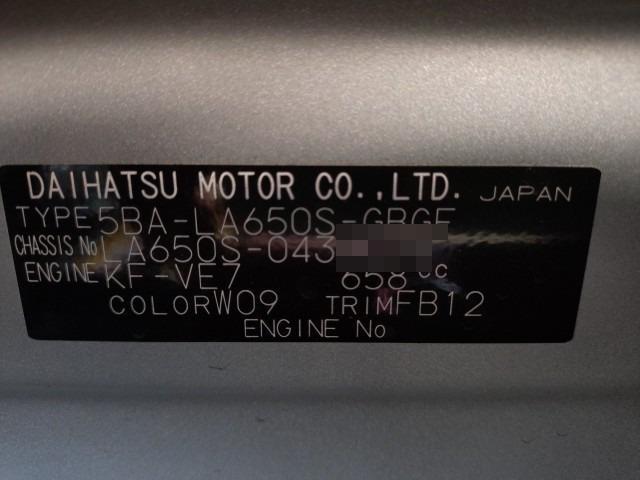 DAIHATSU MOTOR CO.,LTD. JAPAN
TYPE 5BA-LA650S-GBGF
CHASSIS No LA650S-043
ENGINE KF-VE7 658 cc
COLOR W09 TRIM FB12
ENGINE No